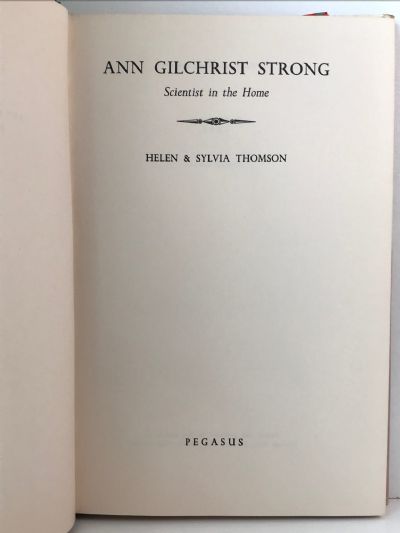 ANN GILCHRIST STRONG
Scientist in the Home
HELEN & SYLVIA THOMSON
PEGASUS